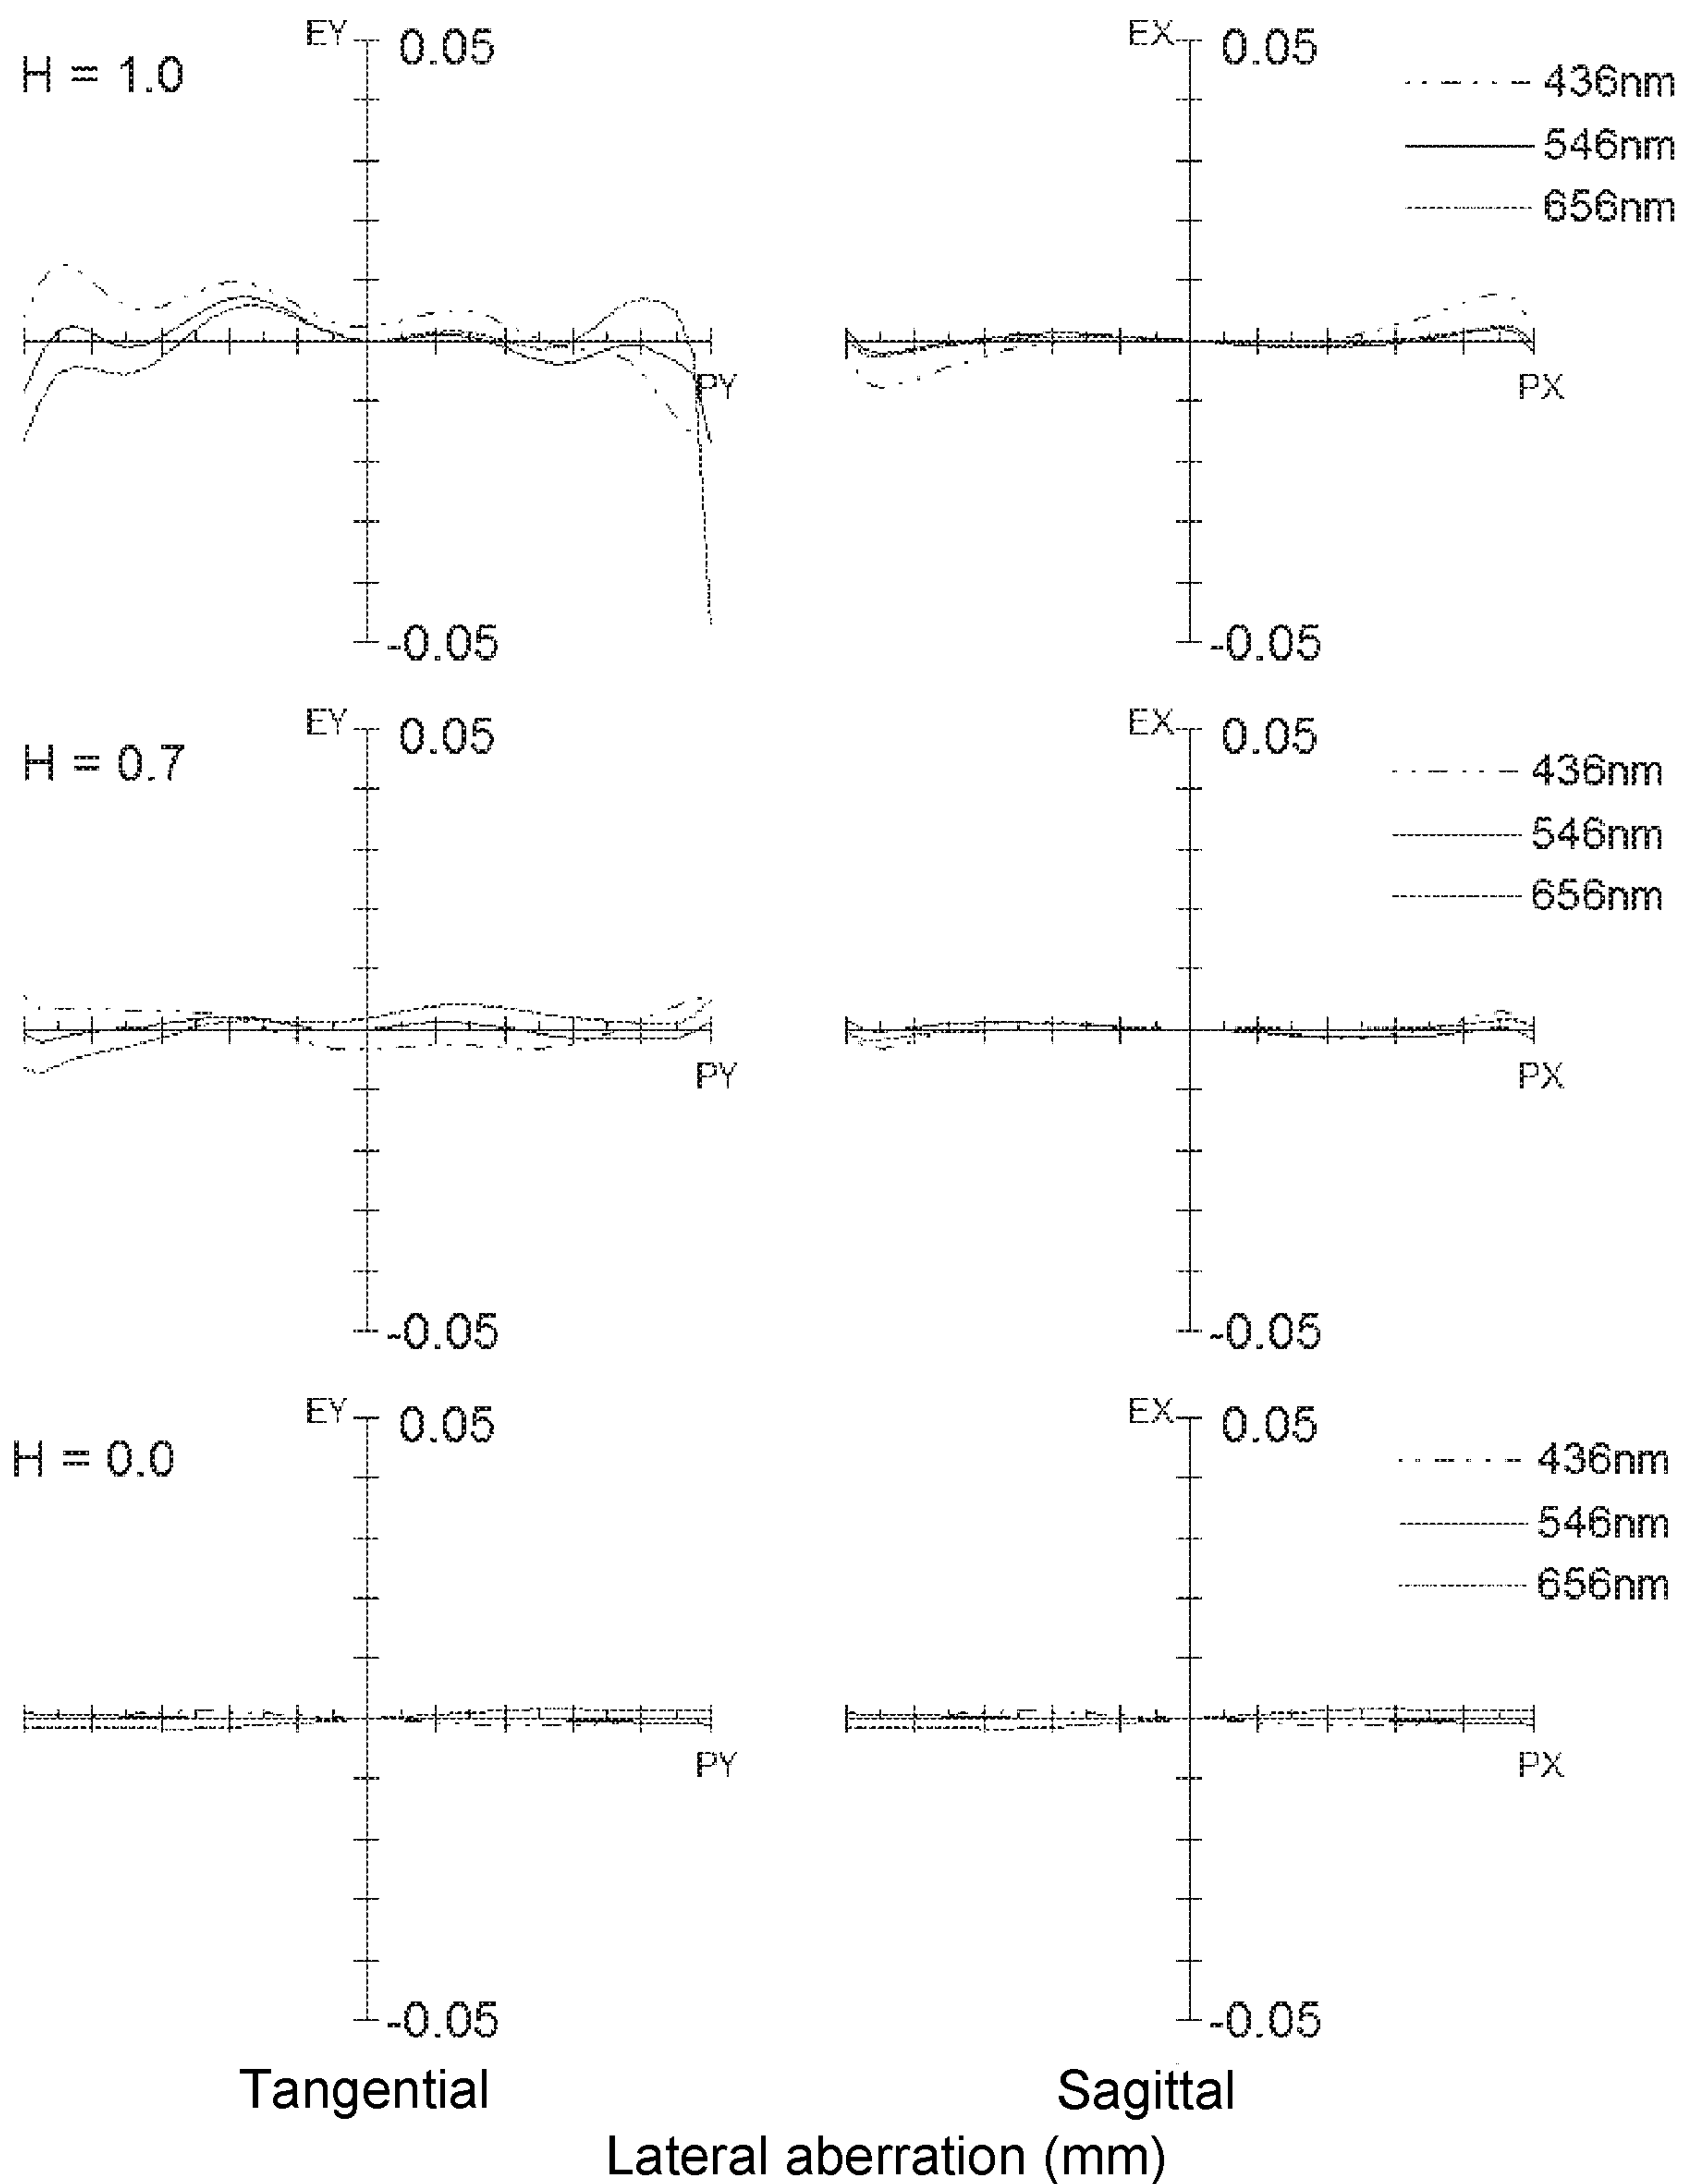 EY 0.05 EX 0.05
H = 1.0
436nm
546nm
656nm
PY PX
-0.05 -0.05
EY 0.05 EX 0.05
H = 0.7
436nm
546nm
656nm
PY PX
-0.05 -0.05
EY 0.05 EX 0.05
H = 0.0
436nm
546nm
656nm
PY PX
-0.05 -0.05
Tangential Sagittal
Lateral aberration (mm)